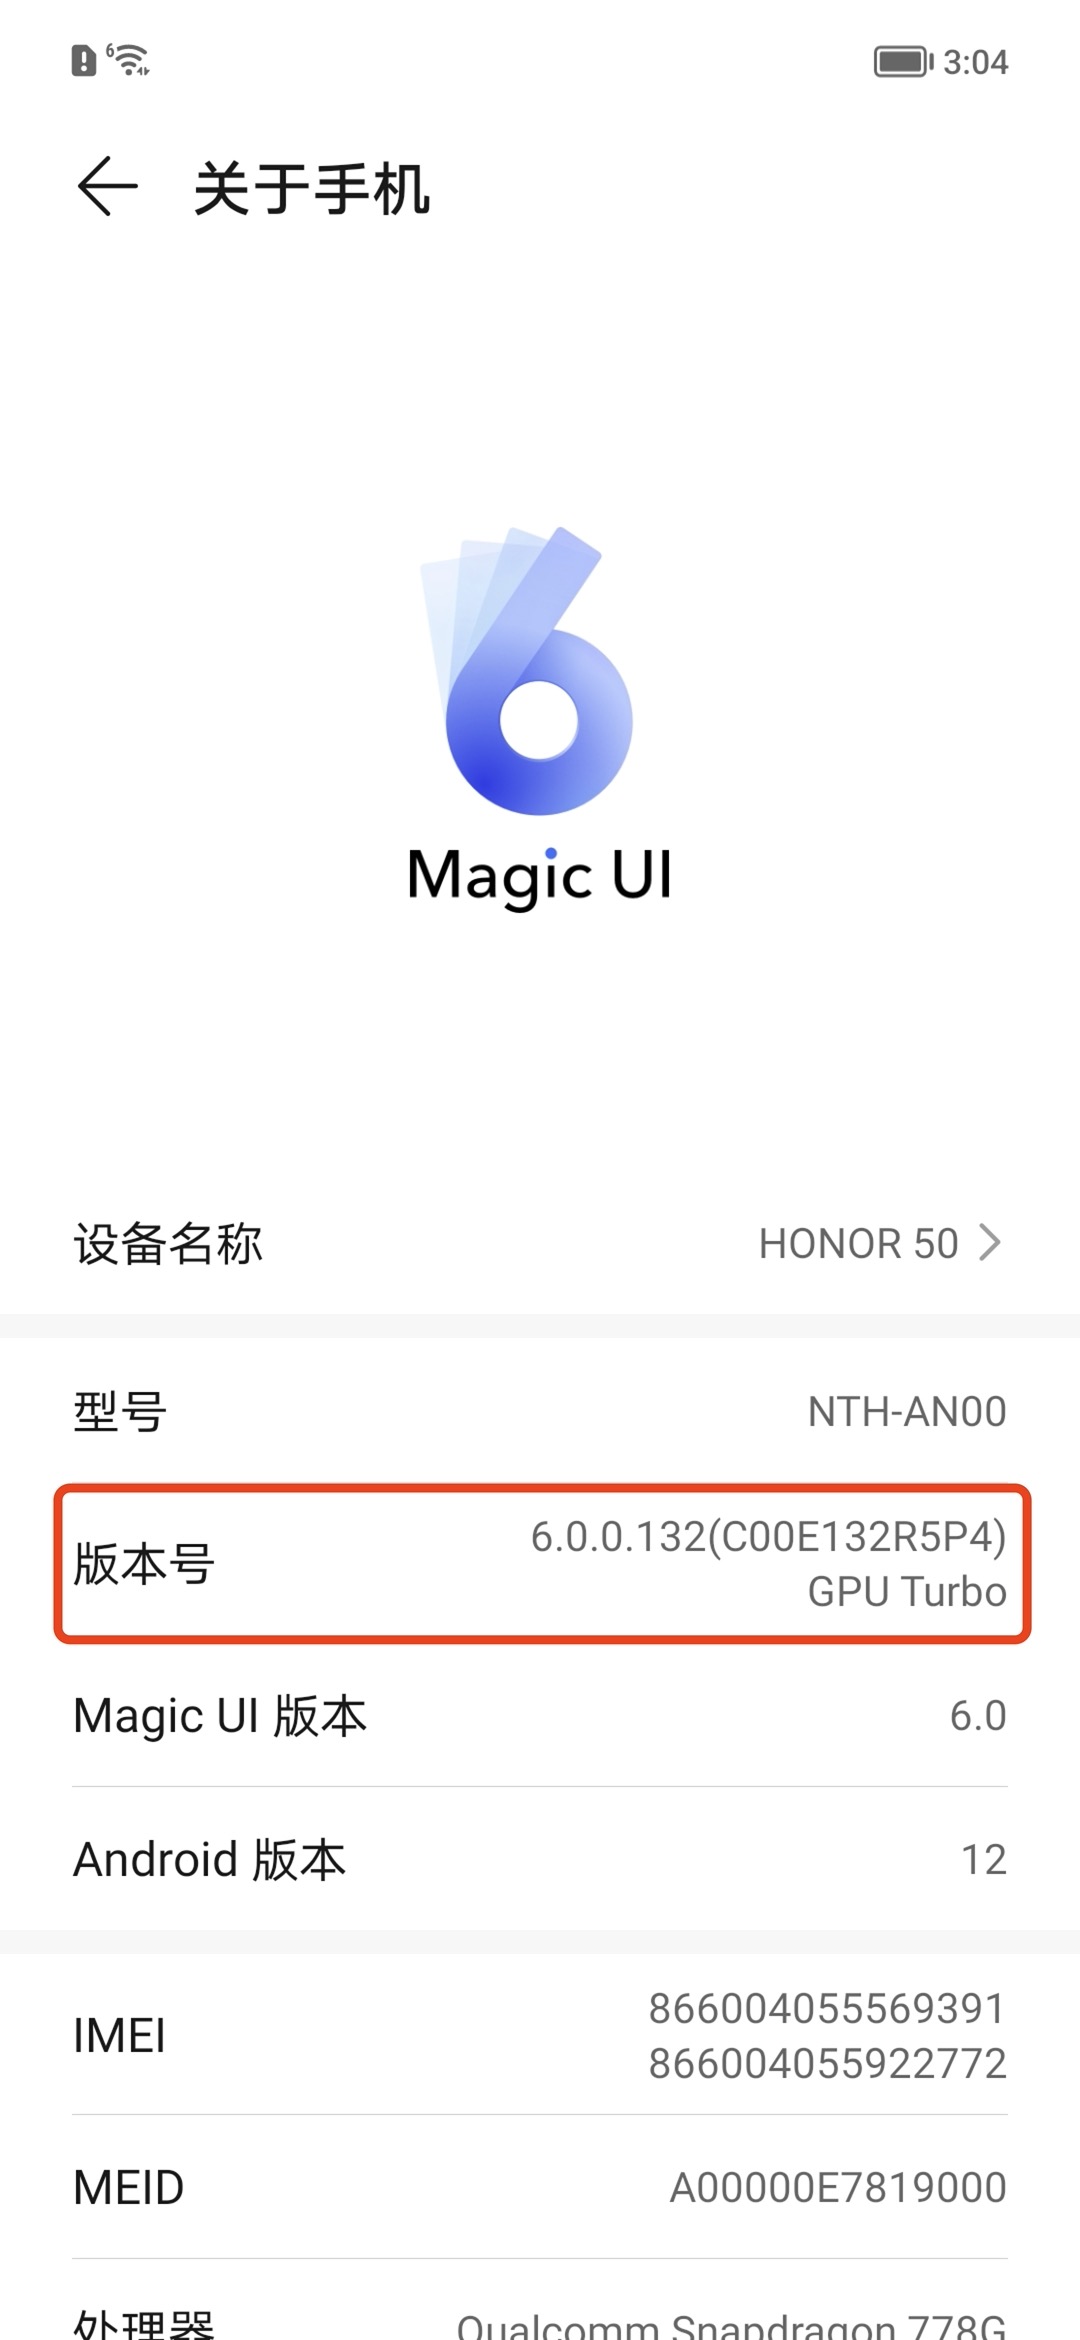 6
3:04
关于手机
6
Magic UI
设备名称 HONOR 50
型号 NTH-AN00
版本号 6.0.0.132(C00E132R5P4)
GPU Turbo
Magic UI 版本 6.0
Android 版本 12
IMEI 866004055569391
866004055922772
MEID A00000E7819000
处理器 Qualcomm Snapdragon 778G